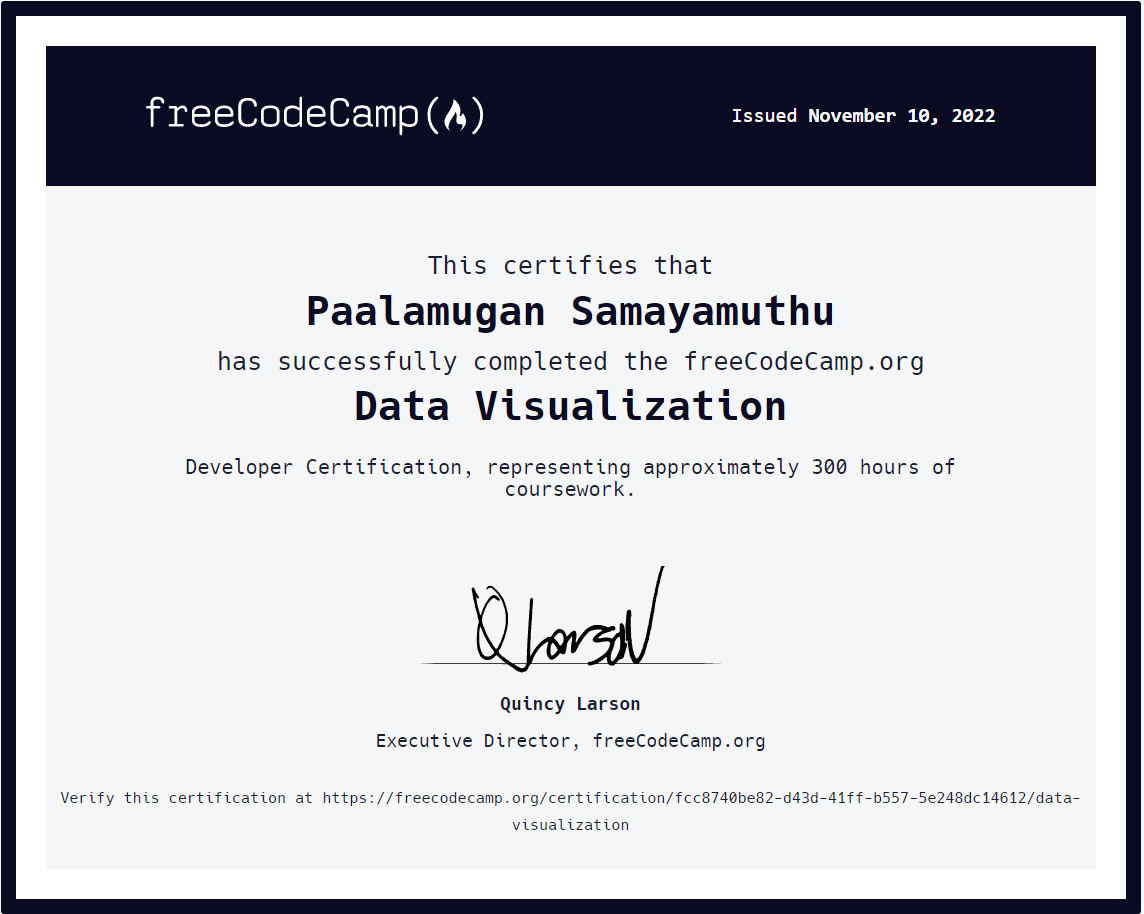 freeCodeCamp(🔥)
Issued November 10, 2022
This certifies that
Paalamugan Samayamuthu
has successfully completed the freeCodeCamp.org
Data Visualization
Developer Certification, representing approximately 300 hours of
coursework.
Q Larson
Quincy Larson
Executive Director, freeCodeCamp.org
Verify this certification at https://freecodecamp.org/certification/fcc8740be82-d43d-41ff-b557-5e248dc14612/data-
visualization